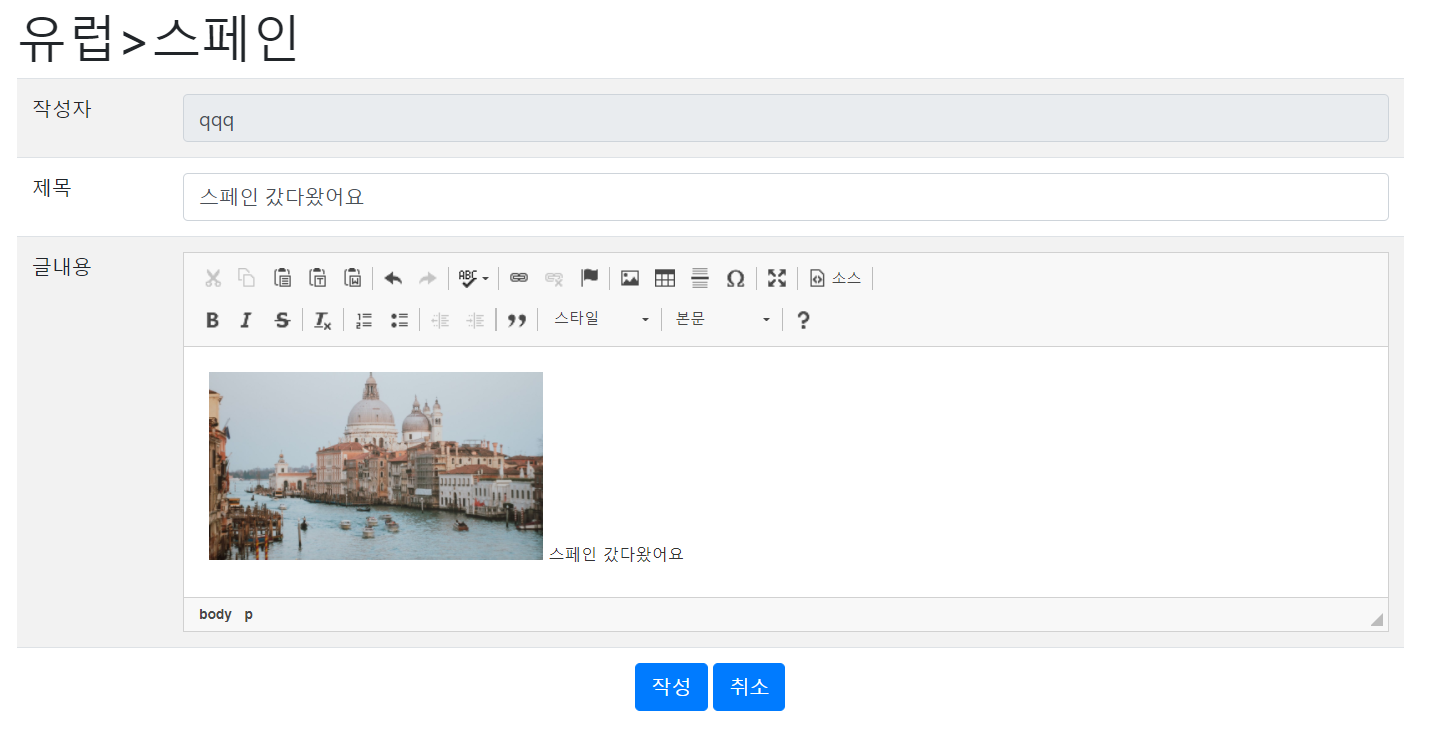 유럽>스페인
작성자
qqq
제목
스페인 갔다왔어요
글내용
ABC
소스
스타일 본문
스페인 갔다왔어요
body p
작성 취소